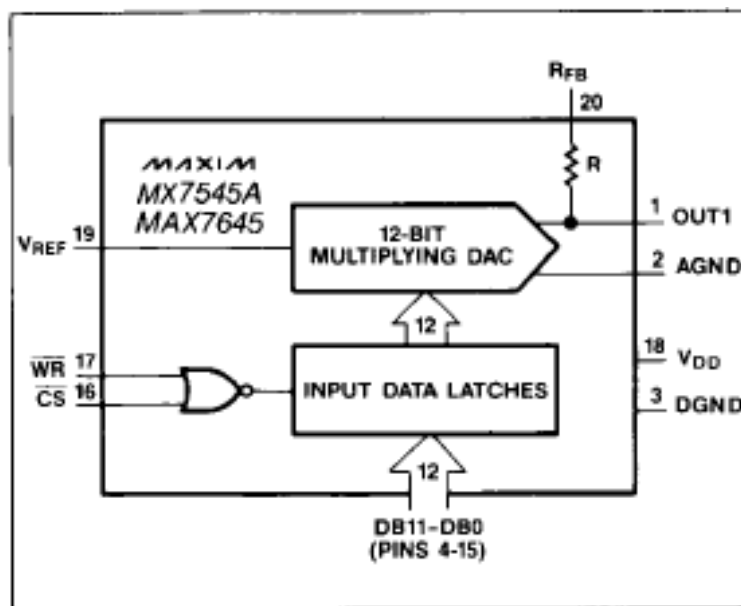 RFB
20
MAXIM
MX7545A
MAX7645
R
12-BIT
MULTIPLYING DAC
1 OUT1
VREF 19
2 AGND
12
WR 17
CS 16
INPUT DATA LATCHES
18 VDD
3 DGND
12
DB11-DB0
(PINS 4-15)